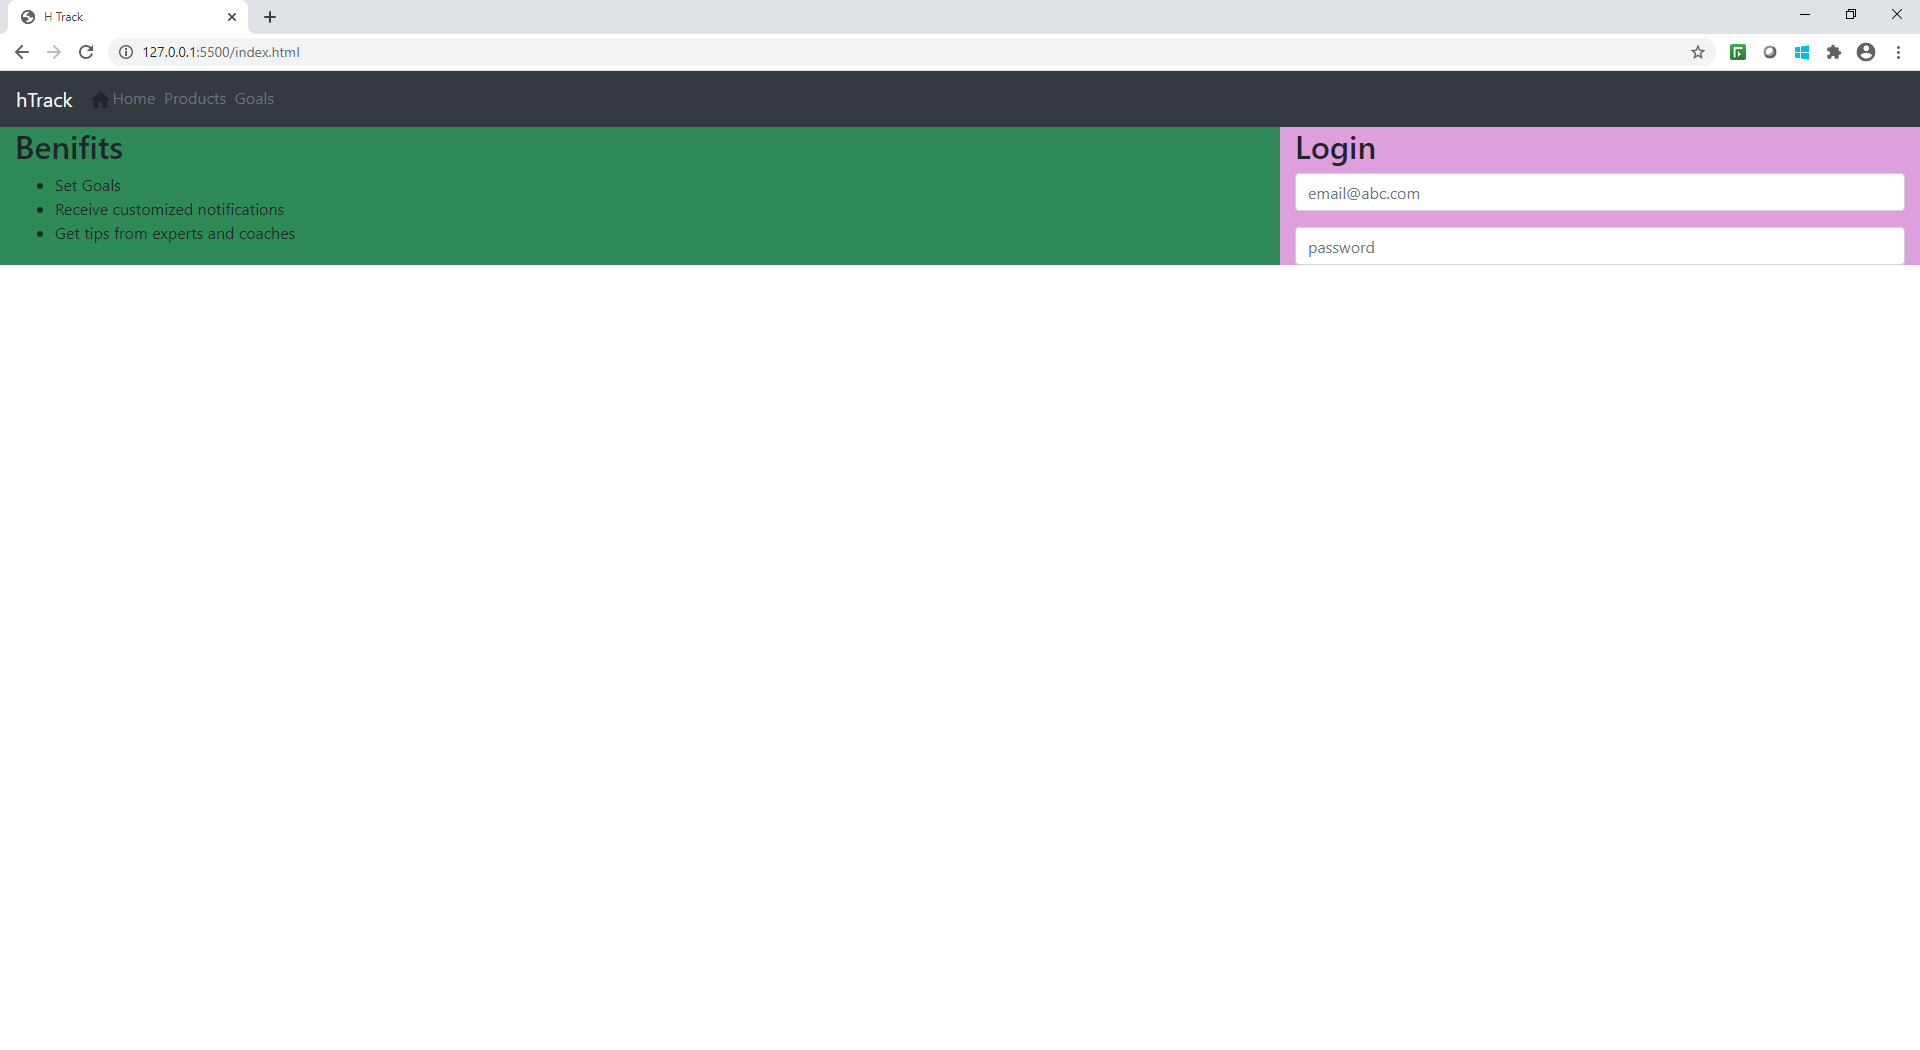 H Track
127.0.0.1:5500/index.html
hTrack Home Products Goals
Benifits
Set Goals
Receive customized notifications
Get tips from experts and coaches
Login
email@abc.com
password